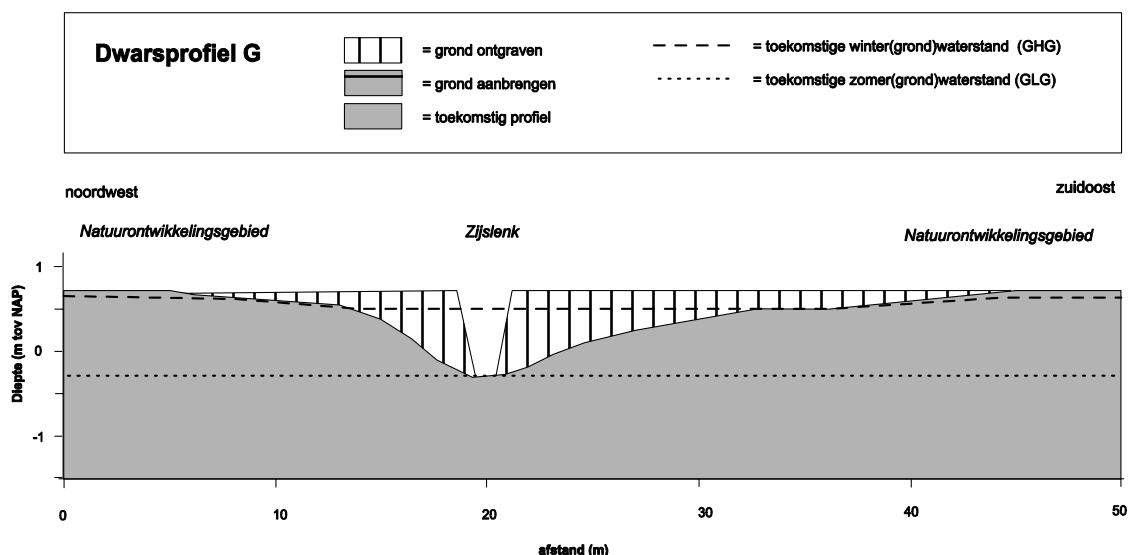 Dwarsprofiel G
= grond ontgraven
= grond aanbrengen
= toekomstig profiel
= toekomstige winter(grond)waterstand (GHG)
= toekomstige zomer(grond)waterstand (GLG)
noordwest
zuidoost
Natuurontwikkelingsgebied
Zijslenk
Natuurontwikkelingsgebied
Diepte (m tov NAP)
1
0
-1
0
10
20
30
40
50
afstand (m)